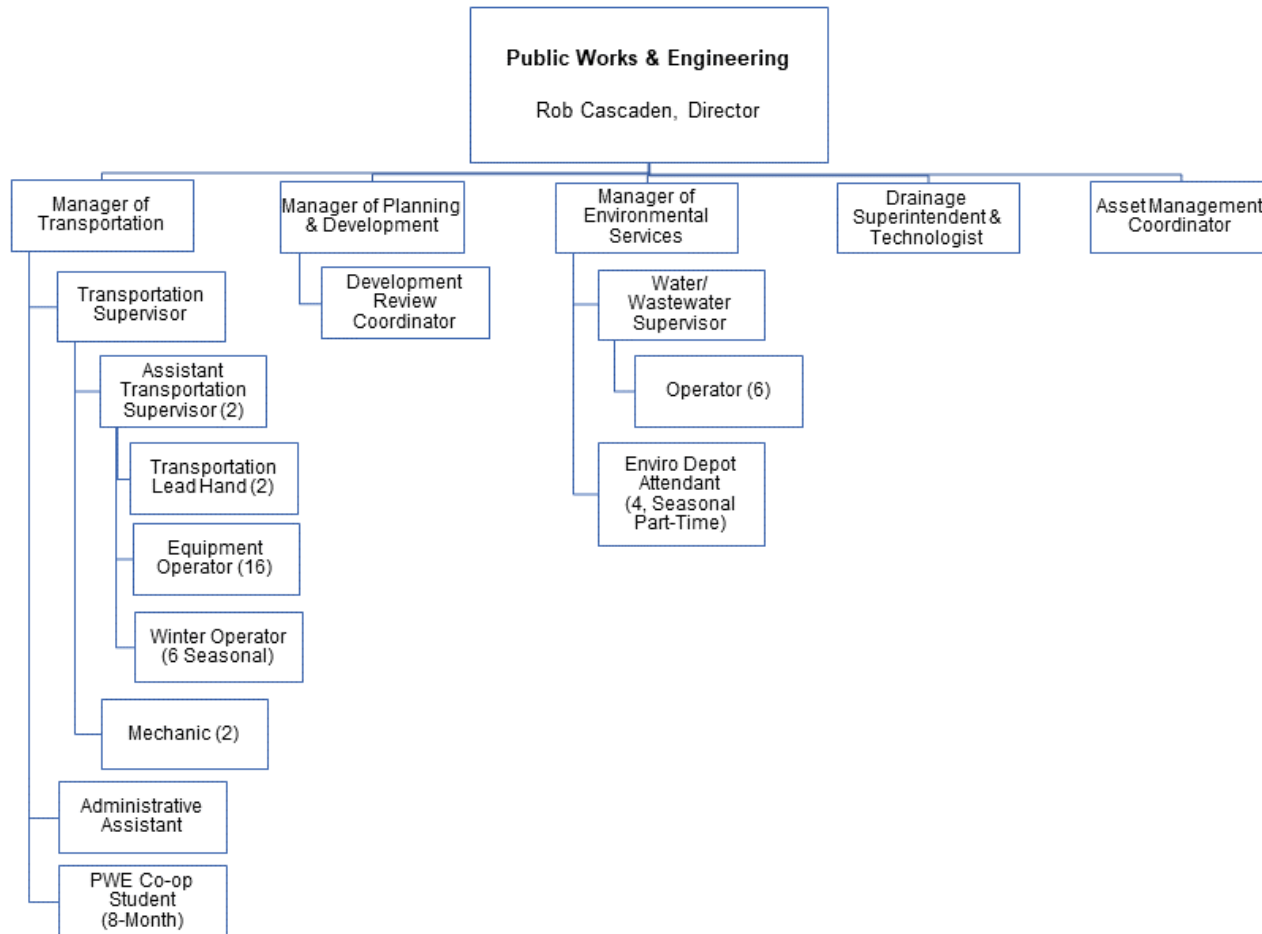 Public Works & Engineering
Rob Cascaden, Director
Manager of
Transportation
Manager of Planning
& Development
Manager of
Environmental
Services
Drainage
Superintendent &
Technologist
Asset Management
Coordinator
Transportation
Supervisor
Assistant
Transportation
Supervisor (2)
Transportation
Lead Hand (2)
Equipment
Operator (16)
Winter Operator
(6 Seasonal)
Mechanic (2)
Administrative
Assistant
PWE Co-op
Student
(8-Month)
Development
Review
Coordinator
Water/
Wastewater
Supervisor
Operator (6)
Enviro Depot
Attendant
(4, Seasonal
Part-Time)